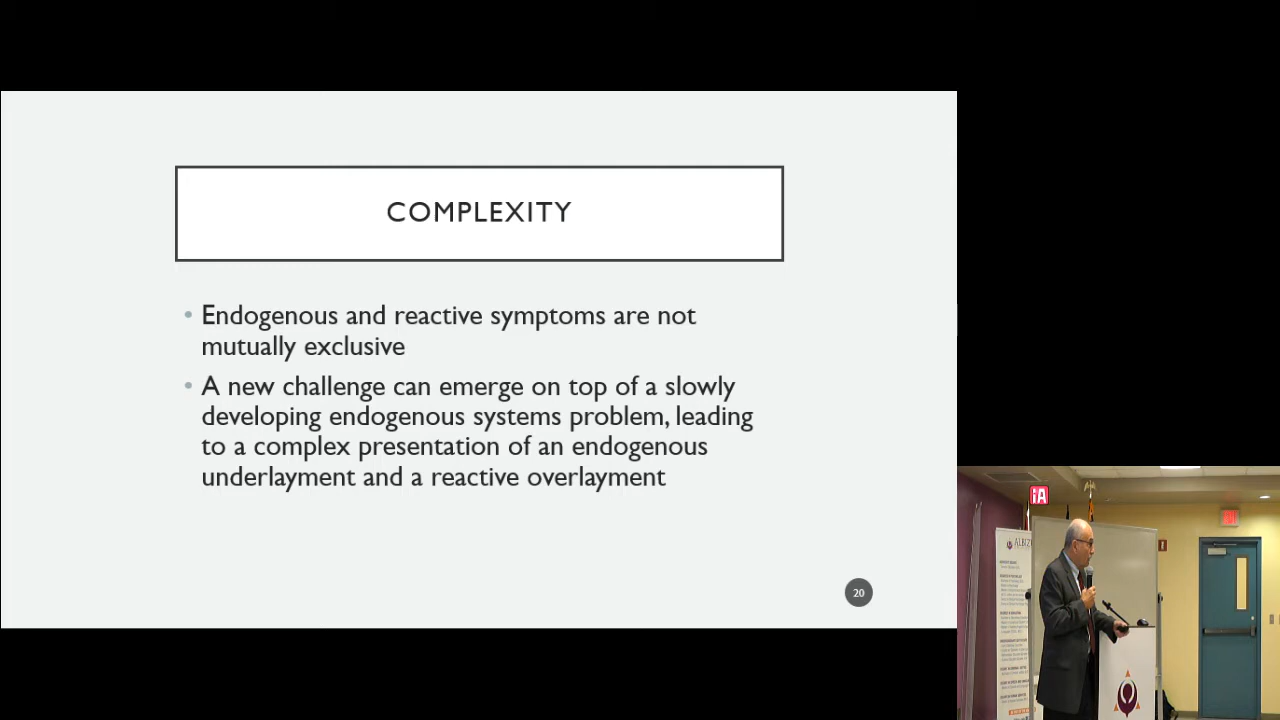 COMPLEXITY
• Endogenous and reactive symptoms are not
mutually exclusive
• A new challenge can emerge on top of a slowly
developing endogenous systems problem, leading
to a complex presentation of an endogenous
underlayment and a reactive overlayment
20
iA